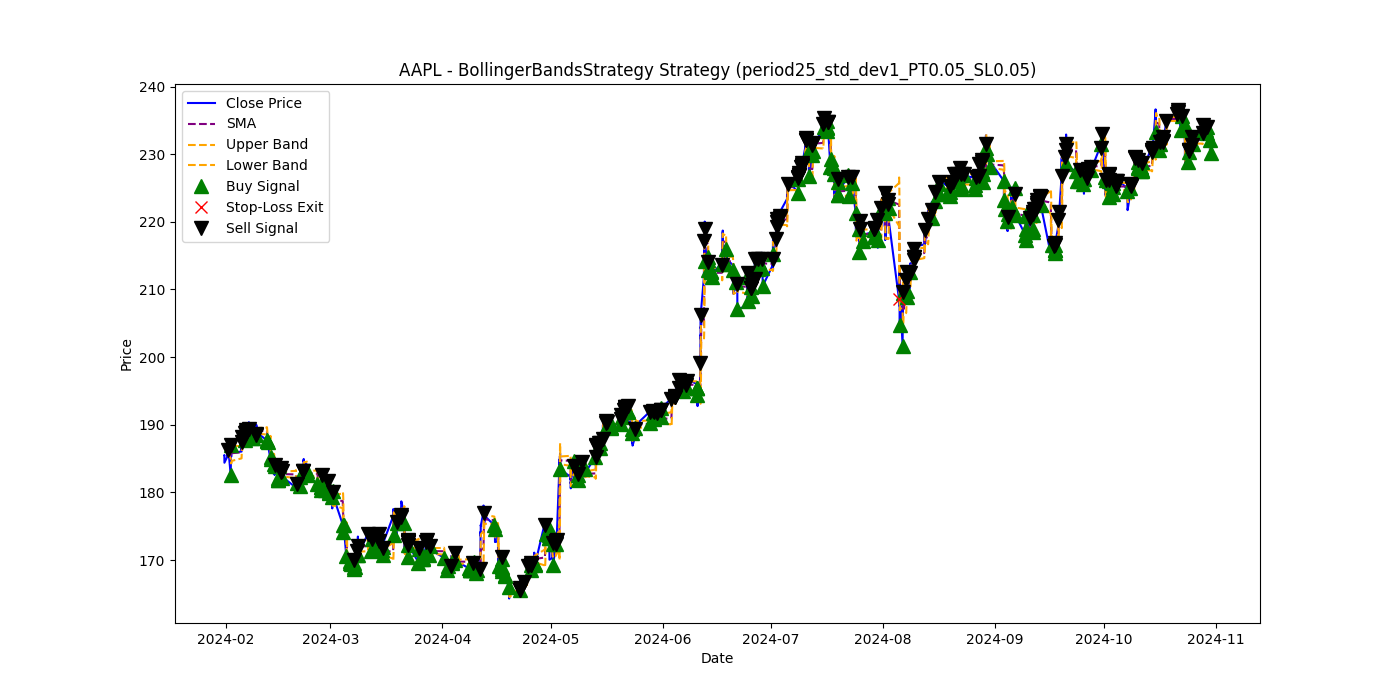 AAPL - BollingerBandsStrategy Strategy (period25_std_dev1_PT0.05_SL0.05)
Close Price
SMA
Upper Band
Lower Band
Buy Signal
Stop-Loss Exit
Sell Signal
240
230
220
210
200
190
180
170
Price
2024-02 2024-03 2024-04 2024-05 2024-06 2024-07 2024-08 2024-09 2024-10 2024-11
Date